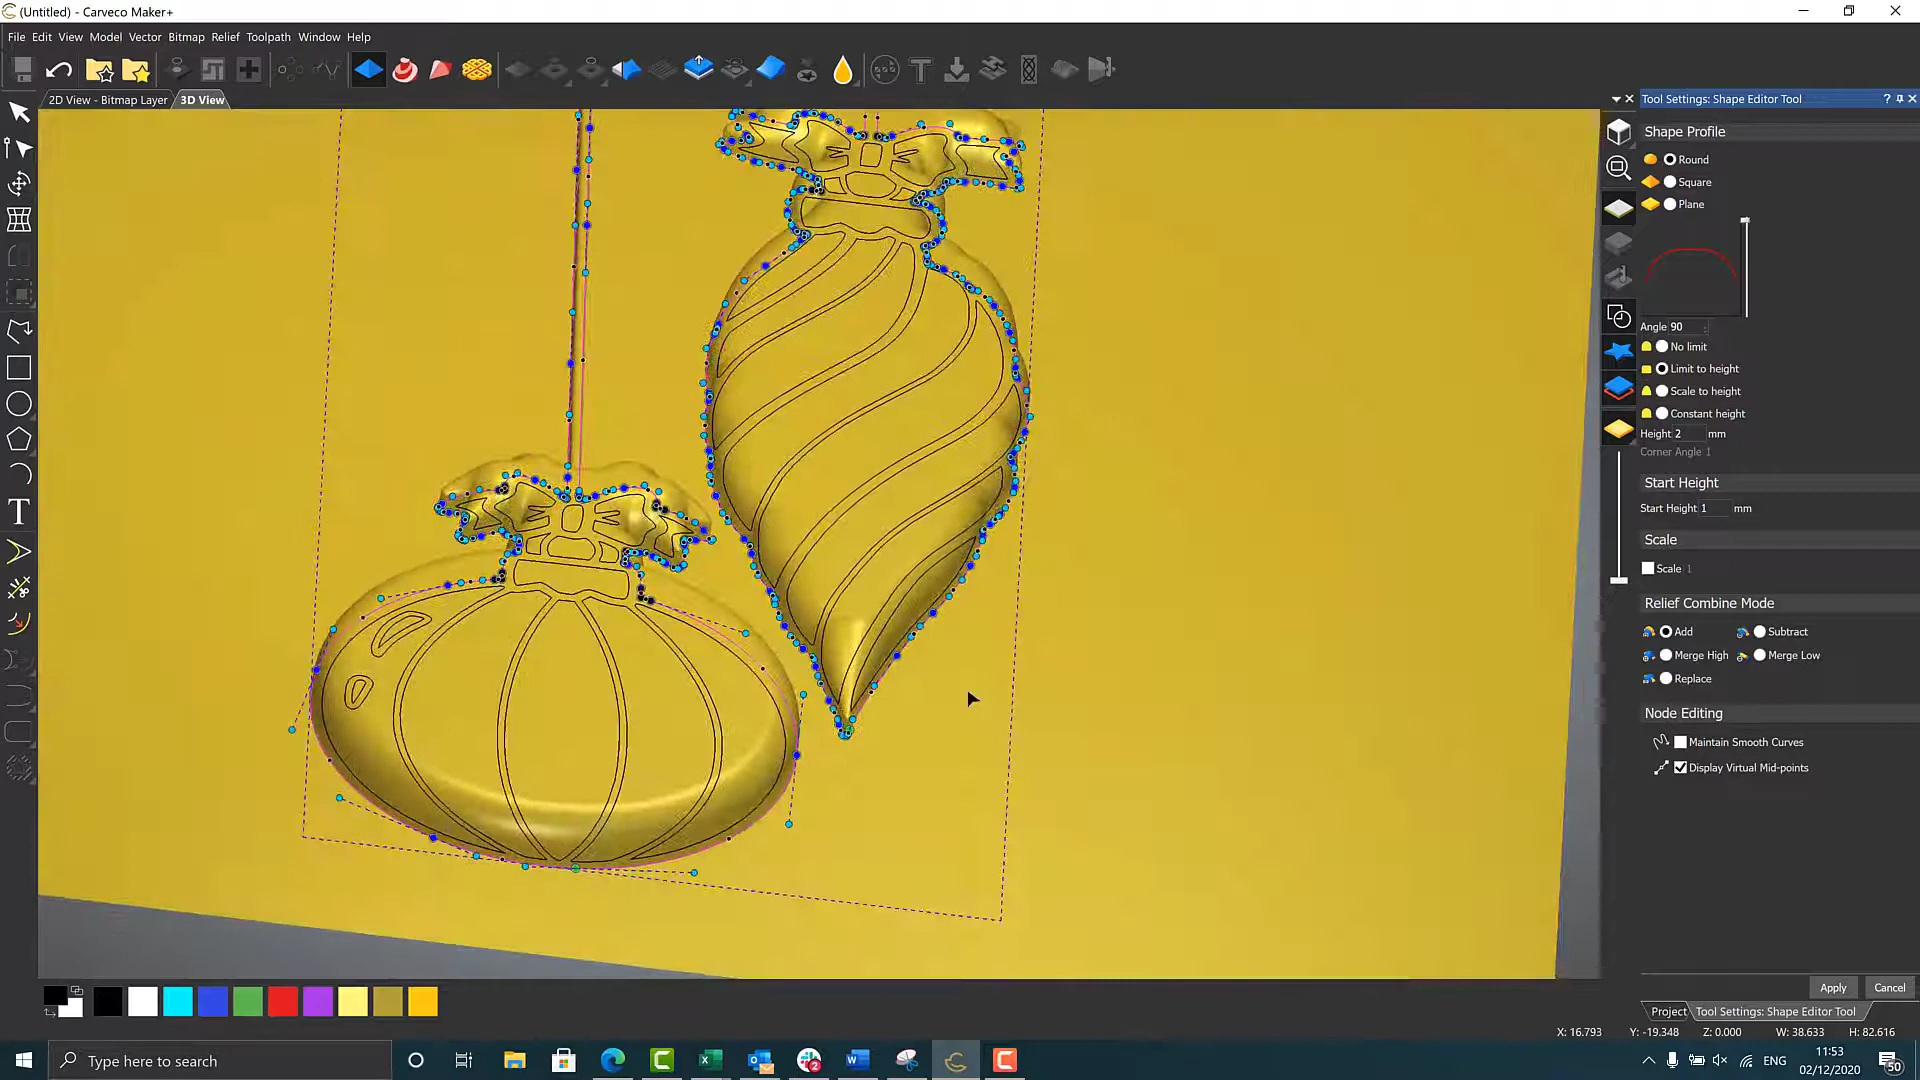 (Untitled) - Carveco Maker+
File Edit View Model Vector Bitmap Relief Toolpath Window Help
2D View - Bitmap Layer 3D View
Tool Settings: Shape Editor Tool
Shape Profile
Round
Square
Plane
Angle 90
No limit
Limit to height
Scale to height
Constant height
Height 2 mm
Corner Angle 1
Start Height
Start Height 1 mm
Scale
Scale 1
Relief Combine Mode
Add Subtract
Merge High Merge Low
Replace
Node Editing
Maintain Smooth Curves
Display Virtual Mid-points
Apply Cancel
Project Tool Settings: Shape Editor Tool
X: 16.793 Y: -19.348 Z: 0.000 W: 38.633 H: 82.616
Type here to search
ENG
11:53
02/12/2020
50